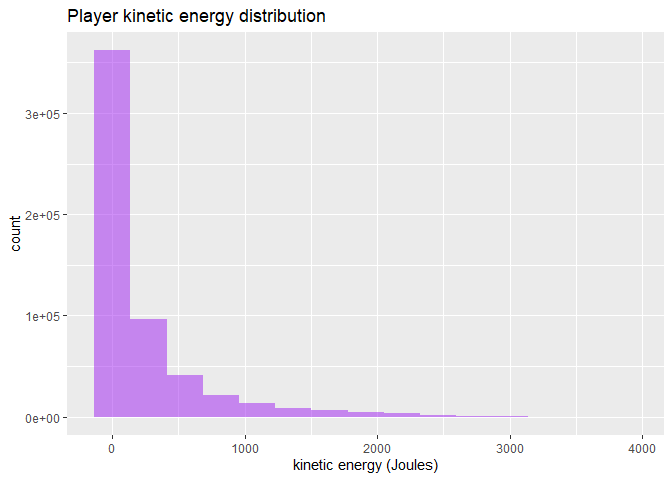 Player kinetic energy distribution
3e+05
2e+05
1e+05
0e+00
count
0 1000 2000 3000 4000
kinetic energy (Joules)